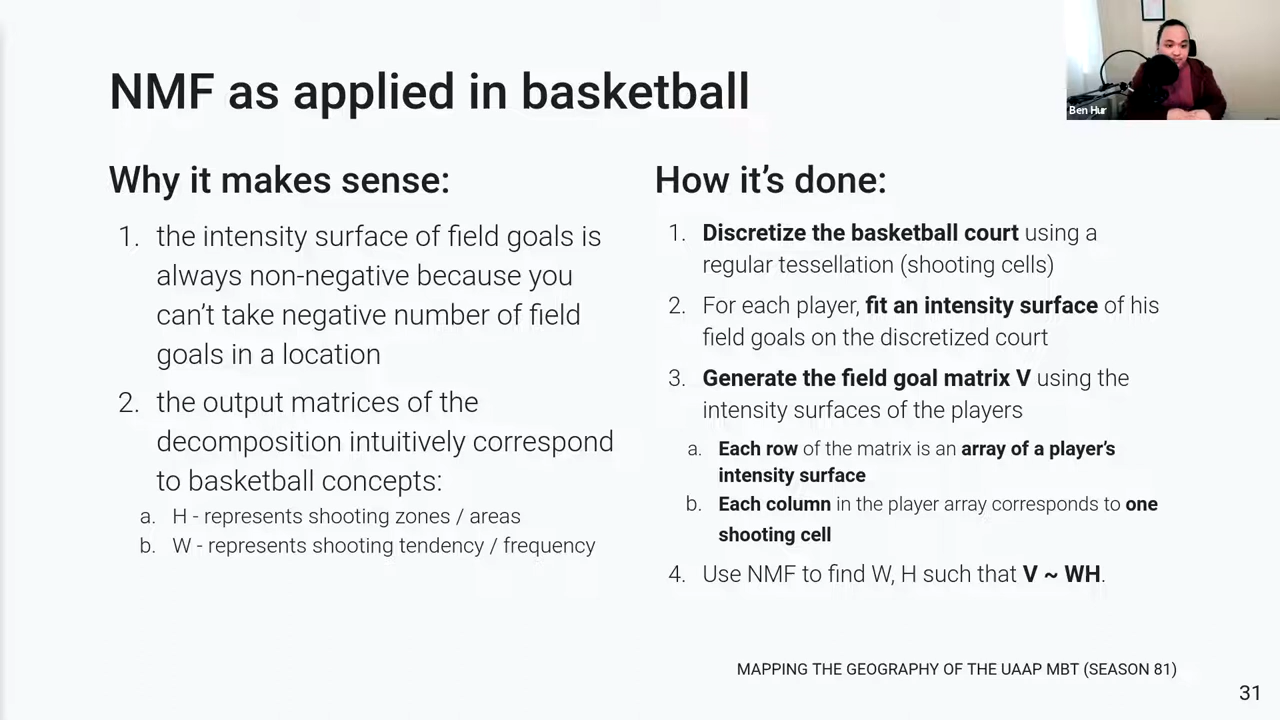 NMF as applied in basketball
Ben Hur
Why it makes sense:
1. the intensity surface of field goals is
always non-negative because you
can't take negative number of field
goals in a location
2. the output matrices of the
decomposition intuitively correspond
to basketball concepts:
a. H - represents shooting zones / areas
b. W - represents shooting tendency / frequency
How it's done:
1. Discretize the basketball court using a
regular tessellation (shooting cells)
2. For each player, fit an intensity surface of his
field goals on the discretized court
3. Generate the field goal matrix V using the
intensity surfaces of the players
a. Each row of the matrix is an array of a player's
intensity surface
b. Each column in the player array corresponds to one
shooting cell
4. Use NMF to find W, H such that V ~ WH.
MAPPING THE GEOGRAPHY OF THE UAAP MBT (SEASON 81)
31